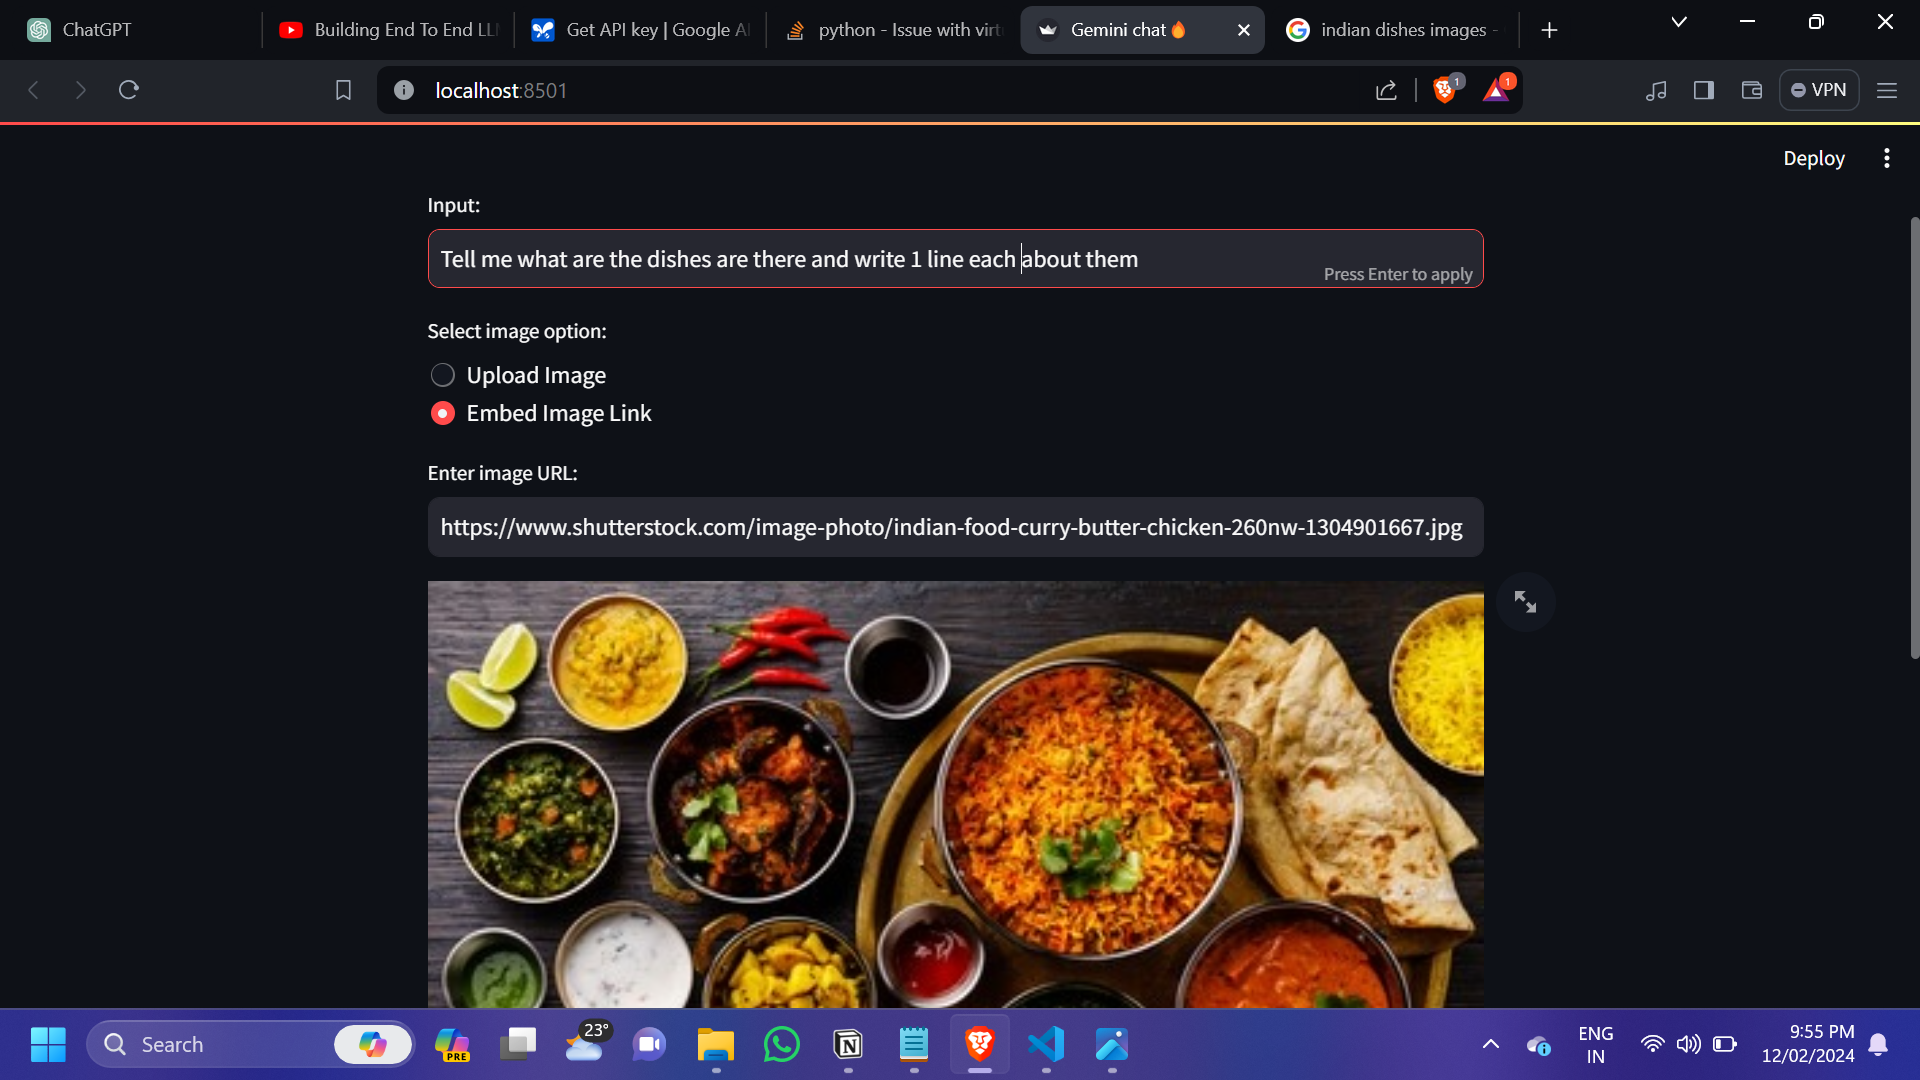 ChatGPT
Building End To End LL
Get API key | Google A
python - Issue with virt
Gemini chat🔥
indian dishes images -
localhost:8501
1
1
VPN
Deploy
Input:
Tell me what are the dishes are there and write 1 line each about them
Press Enter to apply
Select image option:
Upload Image
Embed Image Link
Enter image URL:
https://www.shutterstock.com/image-photo/indian-food-curry-butter-chicken-260nw-1304901667.jpg
Search
PRE
23°
ENG
IN
9:55 PM
12/02/2024